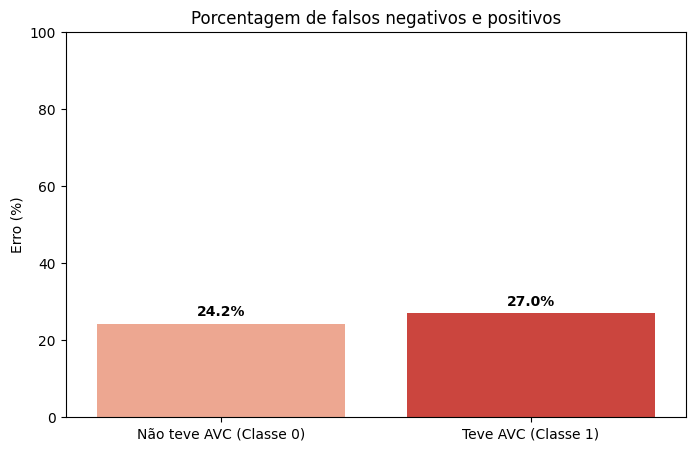 Porcentagem de falsos negativos e positivos
Erro (%)
100
80
60
40
20
0
24.2%
27.0%
Não teve AVC (Classe 0)
Teve AVC (Classe 1)